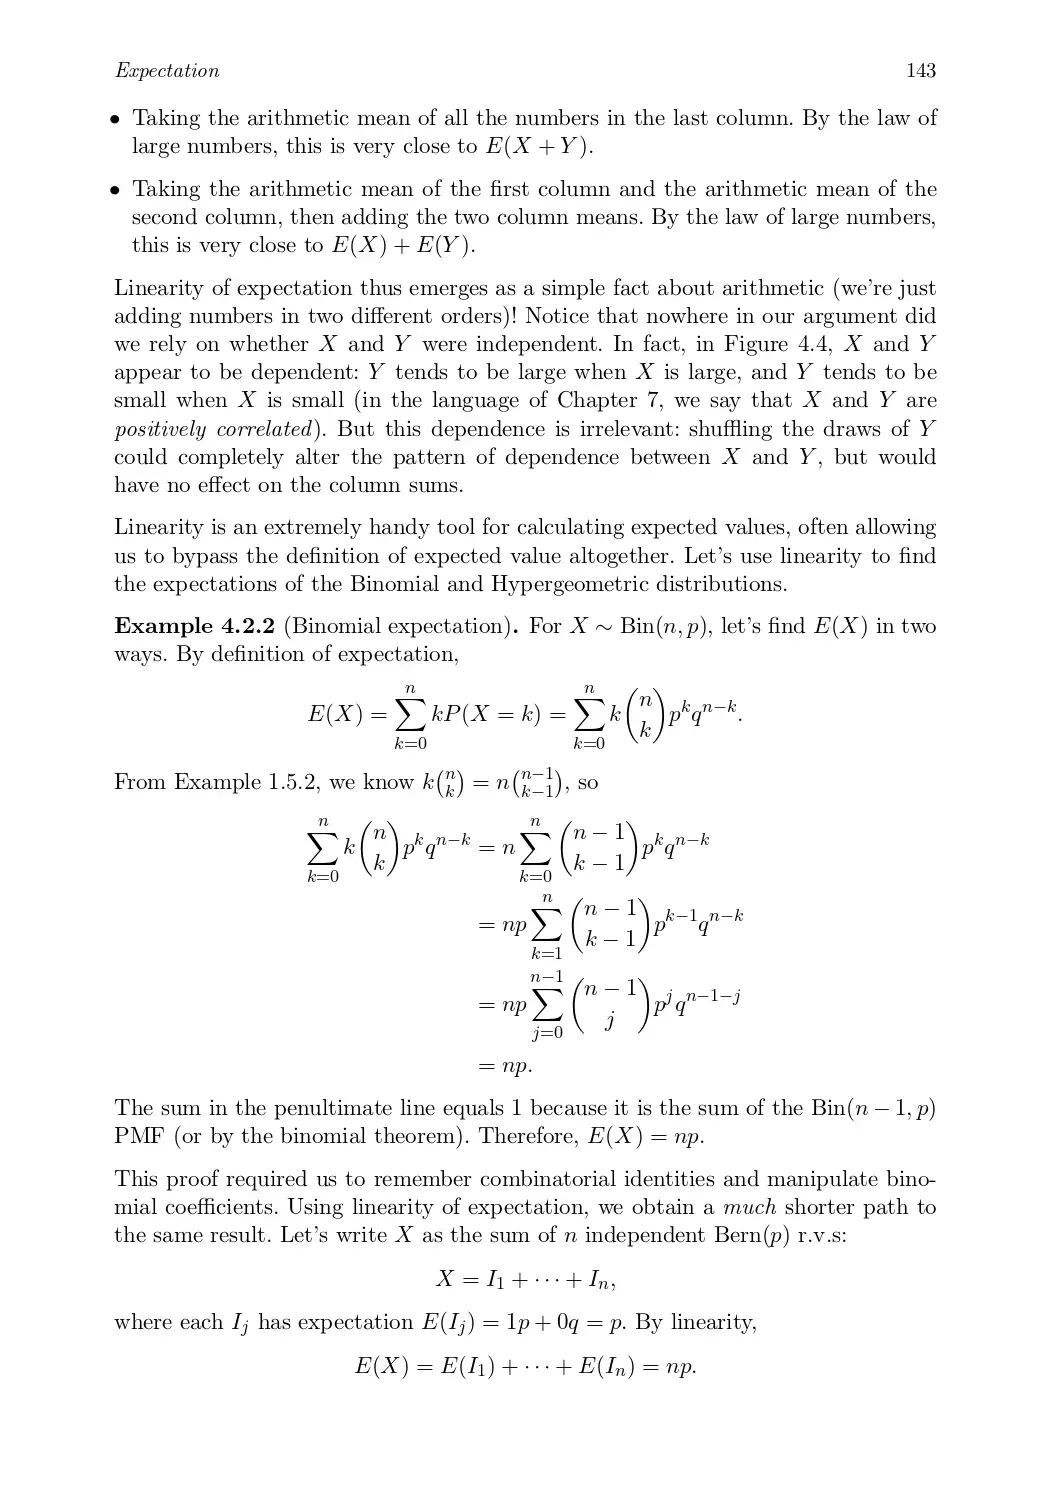 Expectation 143
• Taking the arithmetic mean of all the numbers in the last column. By the law of
large numbers, this is very close to E(X + Y).
• Taking the arithmetic mean of the first column and the arithmetic mean of the
second column, then adding the two column means. By the law of large numbers,
this is very close to E(X) + E(Y).
Linearity of expectation thus emerges as a simple fact about arithmetic (we're just
adding numbers in two different orders)! Notice that nowhere in our argument did
we rely on whether X and Y were independent. In fact, in Figure 4.4, X and Y
appear to be dependent: Y tends to be large when X is large, and Y tends to be
small when X is small (in the language of Chapter 7, we say that X and Y are
positively correlated). But this dependence is irrelevant: shuffling the draws of Y
could completely alter the pattern of dependence between X and Y, but would
have no effect on the column sums.
Linearity is an extremely handy tool for calculating expected values, often allowing
us to bypass the definition of expected value altogether. Let's use linearity to find
the expectations of the Binomial and Hypergeometric distributions.
Example 4.2.2 (Binomial expectation). For X ∼ Bin(n, p), let's find E(X) in two
ways. By definition of expectation,
$E(X) = \sum_{k=0}^{n} kP(X = k) = \sum_{k=0}^{n} k\binom{n}{k}p^k q^{n-k}.$
From Example 1.5.2, we know $k\binom{n}{k} = n\binom{n-1}{k-1}$, so
$\sum_{k=0}^{n} k\binom{n}{k}p^k q^{n-k} = n\sum_{k=0}^{n} \binom{n-1}{k-1}p^k q^{n-k}$
$= np\sum_{k=1}^{n} \binom{n-1}{k-1}p^{k-1} q^{n-k}$
$= np\sum_{j=0}^{n-1} \binom{n-1}{j}p^j q^{n-1-j}$
$= np.$
The sum in the penultimate line equals 1 because it is the sum of the Bin(n − 1, p)
PMF (or by the binomial theorem). Therefore, E(X) = np.
This proof required us to remember combinatorial identities and manipulate bino-
mial coefficients. Using linearity of expectation, we obtain a much shorter path to
the same result. Let's write X as the sum of n independent Bern(p) r.v.s:
$X = I_1 + \cdots + I_n,$
where each $I_j$ has expectation $E(I_j) = 1p + 0q = p$. By linearity,
$E(X) = E(I_1) + \cdots + E(I_n) = np.$